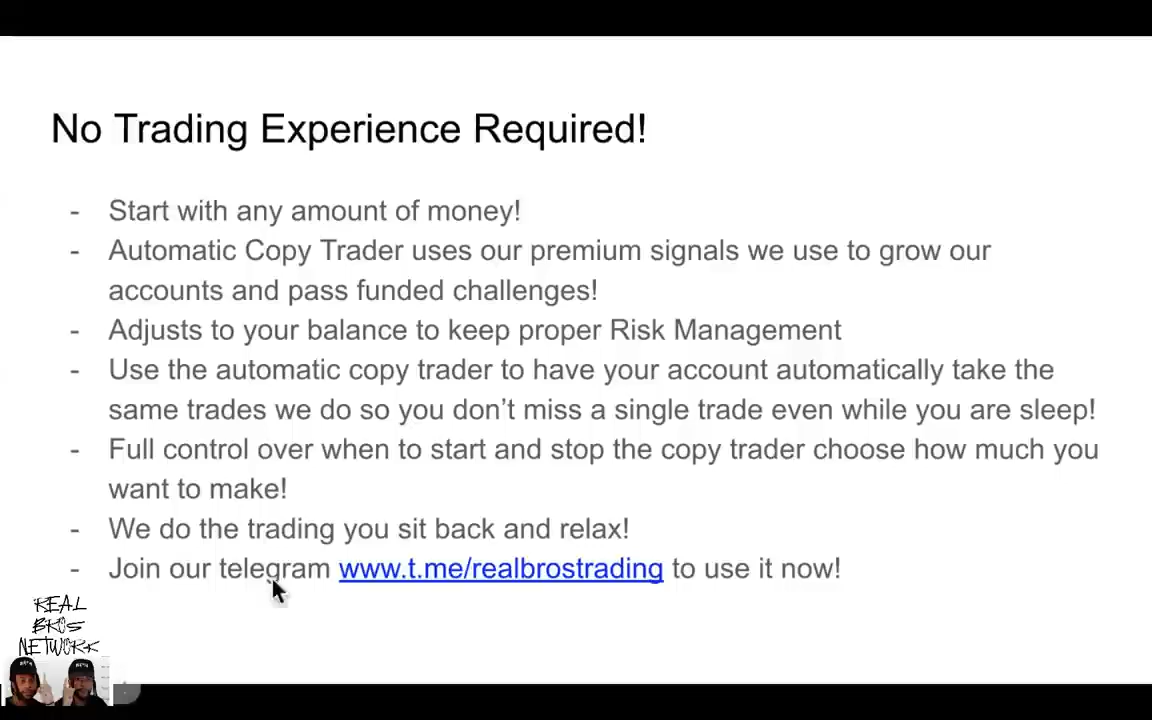 No Trading Experience Required!
- Start with any amount of money!
- Automatic Copy Trader uses our premium signals we use to grow our
accounts and pass funded challenges!
- Adjusts to your balance to keep proper Risk Management
- Use the automatic copy trader to have your account automatically take the
same trades we do so you don’t miss a single trade even while you are sleep!
- Full control over when to start and stop the copy trader choose how much you
want to make!
- We do the trading you sit back and relax!
- Join our telegram www.t.me/realbrostrading to use it now!
REAL
BROS
NETWORK